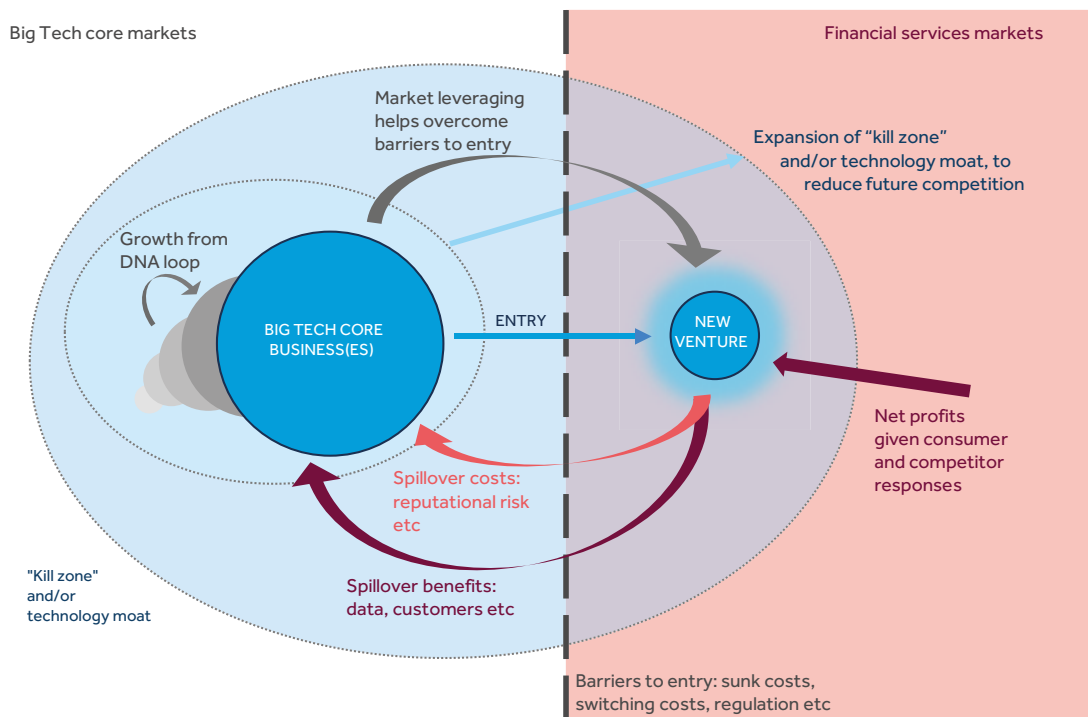 Big Tech core markets
Financial services markets
Market leveraging
helps overcome
barriers to entry
Expansion of “kill zone”
and/or technology moat, to
reduce future competition
Growth from
DNA loop
BIG TECH CORE
BUSINESS(ES)
ENTRY
NEW
VENTURE
Net profits
given consumer
and competitor
responses
Spillover costs:
reputational risk
etc
"Kill zone"
and/or
technology moat
Spillover benefits:
data, customers etc
Barriers to entry: sunk costs,
switching costs, regulation etc